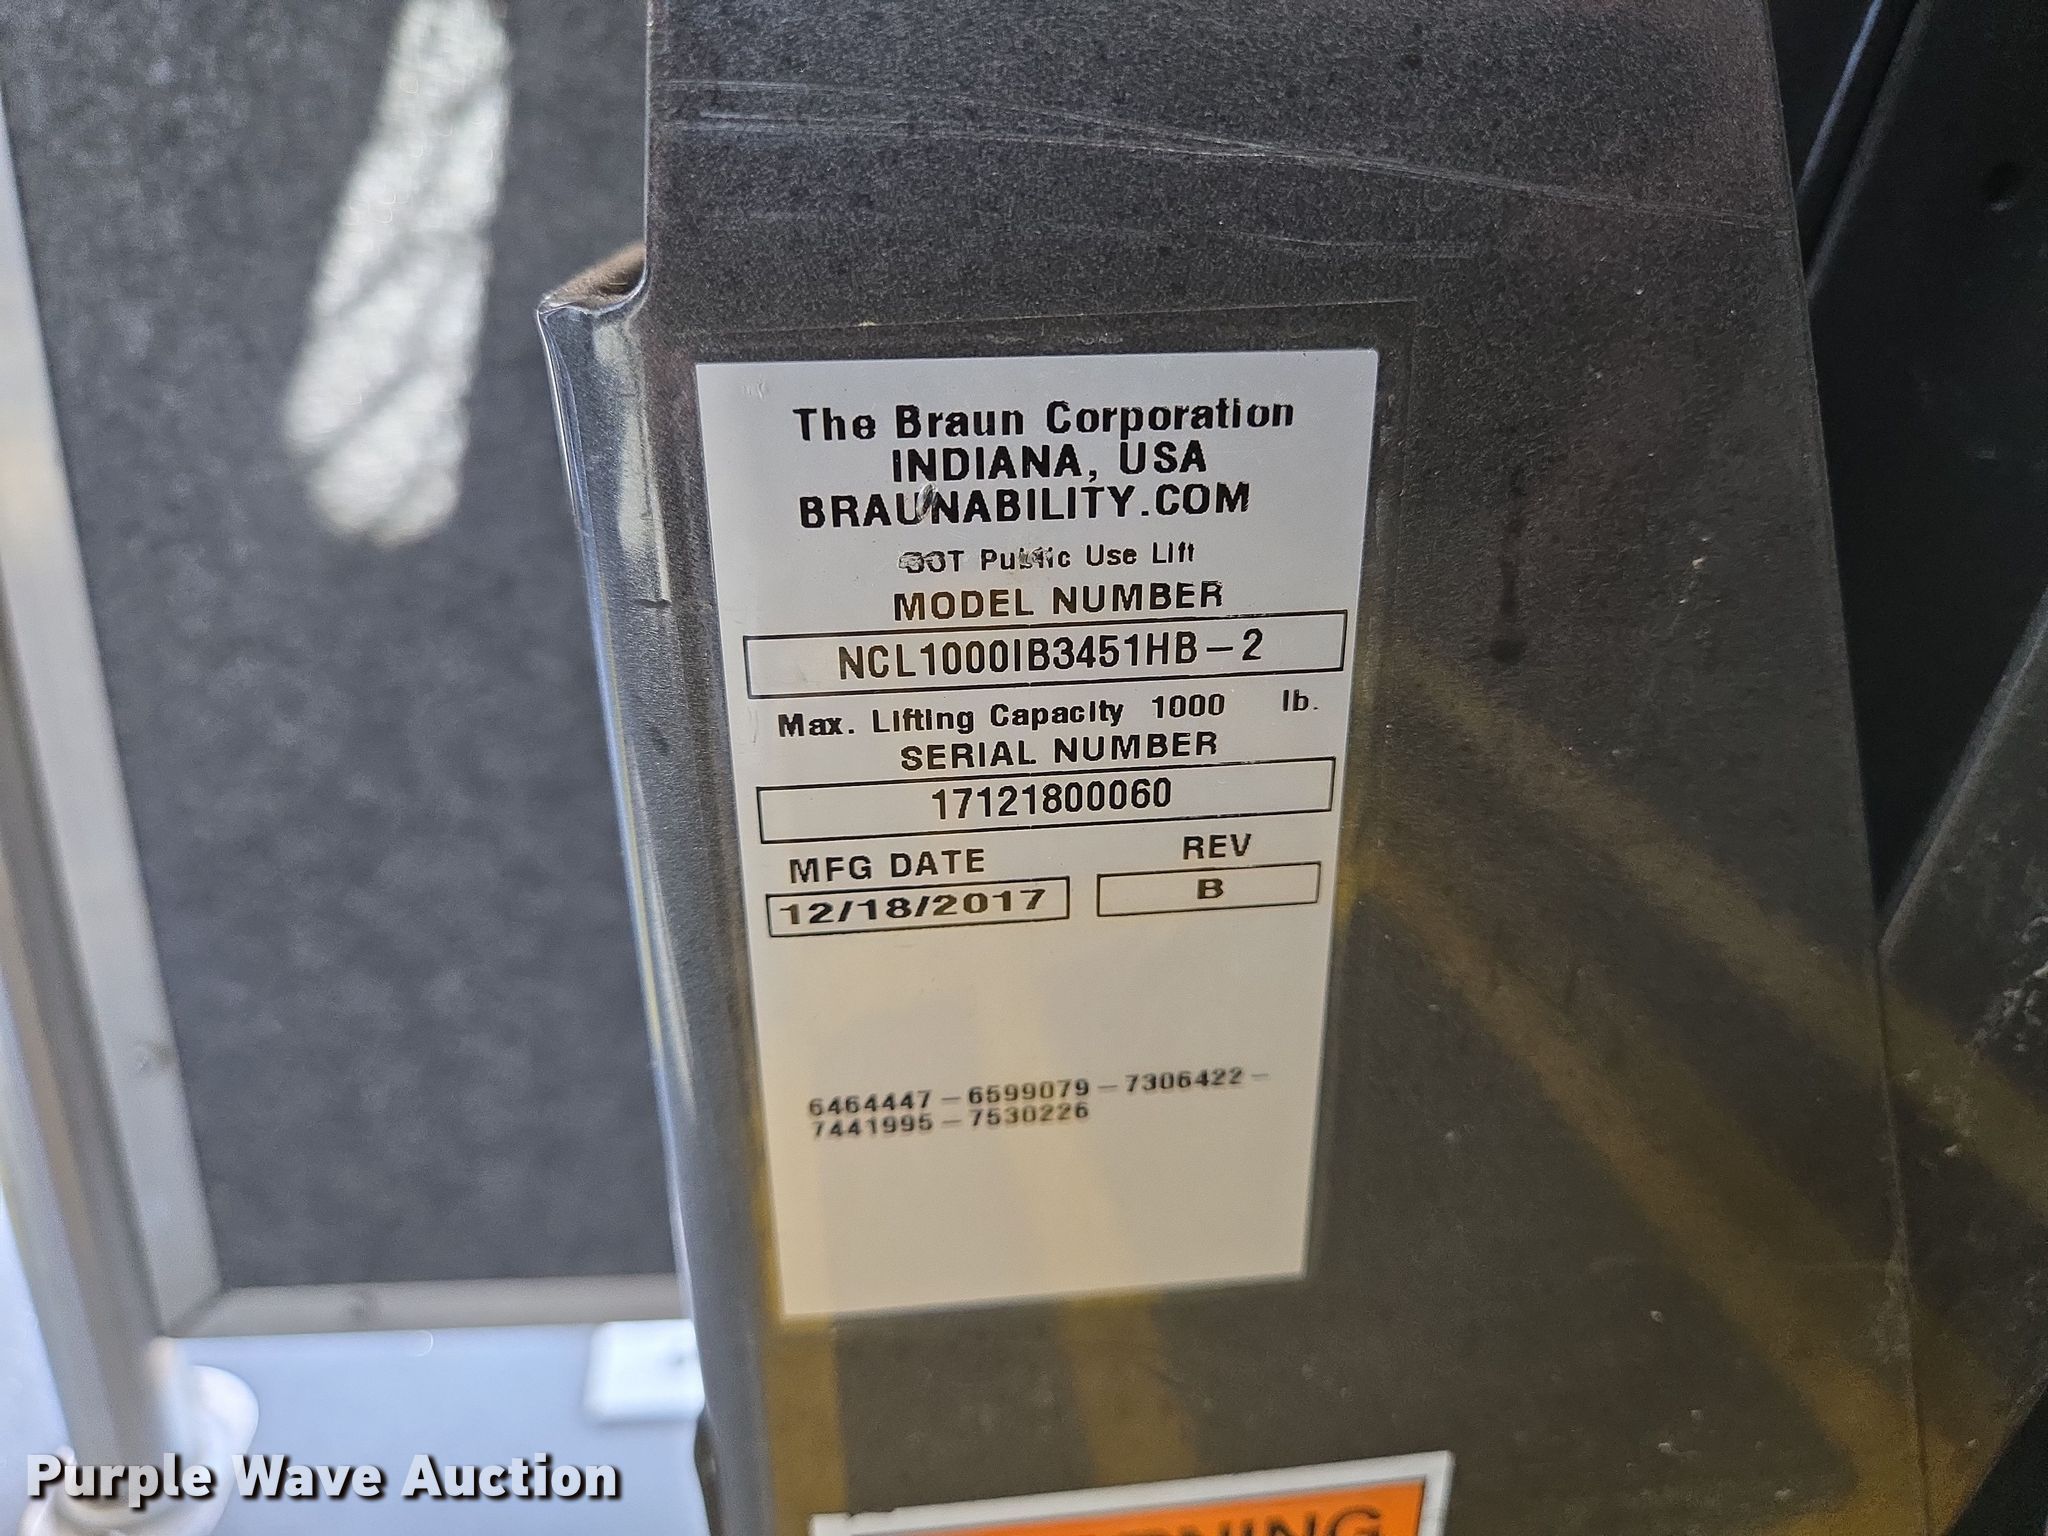 The Braun Corporation
INDIANA, USA
BRAUNABILITY.COM
DOT Public Use Lift
MODEL NUMBER
NCL1000IB3451HB-2
Max. Lifting Capacity 1000 lb.
SERIAL NUMBER
17121800060
MFG DATE REV
12/18/2017 B
6464447-6599079-7306422-
7441995-7530226
Purple Wave Auction